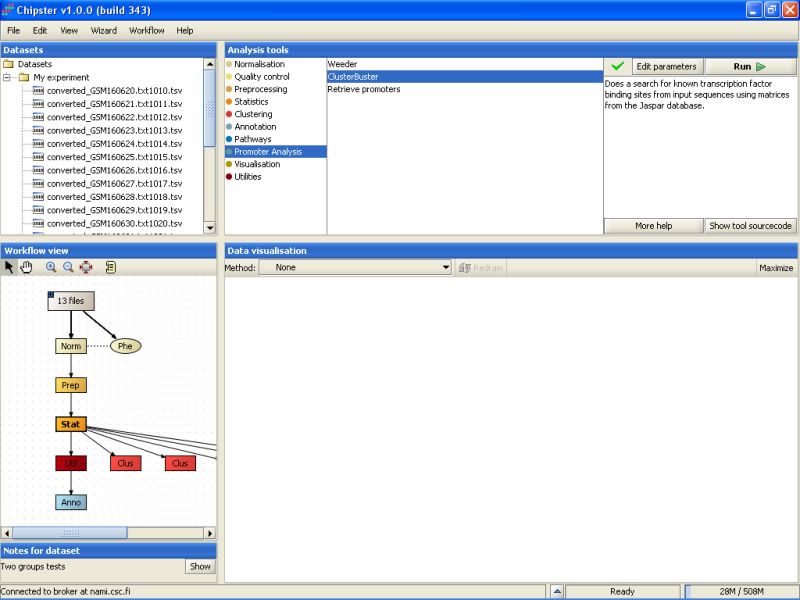 Chipster v1.0.0 (build 343)
File Edit View Wizard Workflow Help
Datasets
Datasets
My experiment
converted_GSM160620.txt1010.tsv
converted_GSM160621.txt1011.tsv
converted_GSM160622.txt1012.tsv
converted_GSM160623.txt1013.tsv
converted_GSM160624.txt1014.tsv
converted_GSM160625.txt1015.tsv
converted_GSM160626.txt1016.tsv
converted_GSM160627.txt1017.tsv
converted_GSM160628.txt1018.tsv
converted_GSM160629.txt1019.tsv
converted_GSM160630.txt1020.tsv
Analysis tools
Normalisation
Quality control
Preprocessing
Statistics
Clustering
Annotation
Pathways
Promoter Analysis
Visualisation
Utilities
Weeder
ClusterBuster
Retrieve promoters
Edit parameters
Run
Does a search for known transcription factor
binding sites from input sequences using matrices
from the Jaspar database.
More help
Show tool sourcecode
Workflow view
13 files
Norm
Phe
Prep
Stat
Util
Clus
Clus
Anno
Notes for dataset
Two groups tests
Show
Data visualisation
Method: None
Redraw
Maximize
Connected to broker at nami.csc.fi
Ready
28M / 508M